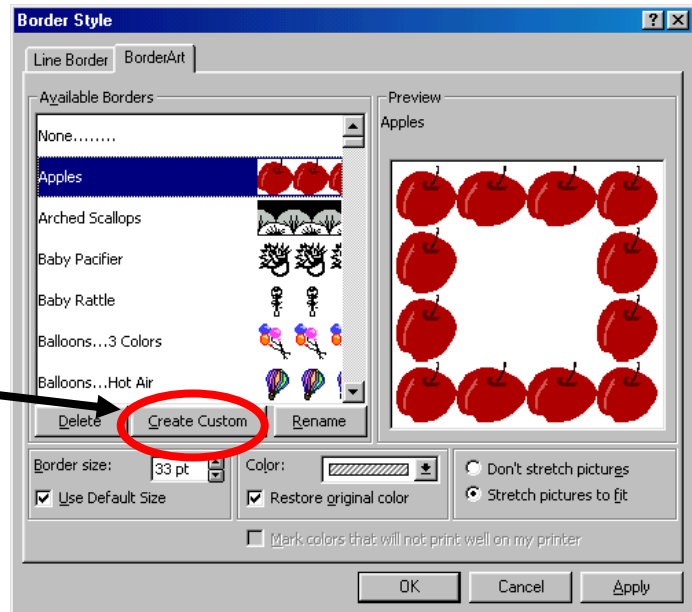 Border Style
Line Border BorderArt
Available Borders
None........
Apples
Arched Scallops
Baby Pacifier
Baby Rattle
Balloons...3 Colors
Balloons...Hot Air
Delete Create Custom Rename
Preview
Apples
Border size: 33 pt
Use Default Size
Color:
Restore original color
Don't stretch pictures
Stretch pictures to fit
Mark colors that will not print well on my printer
OK Cancel Apply